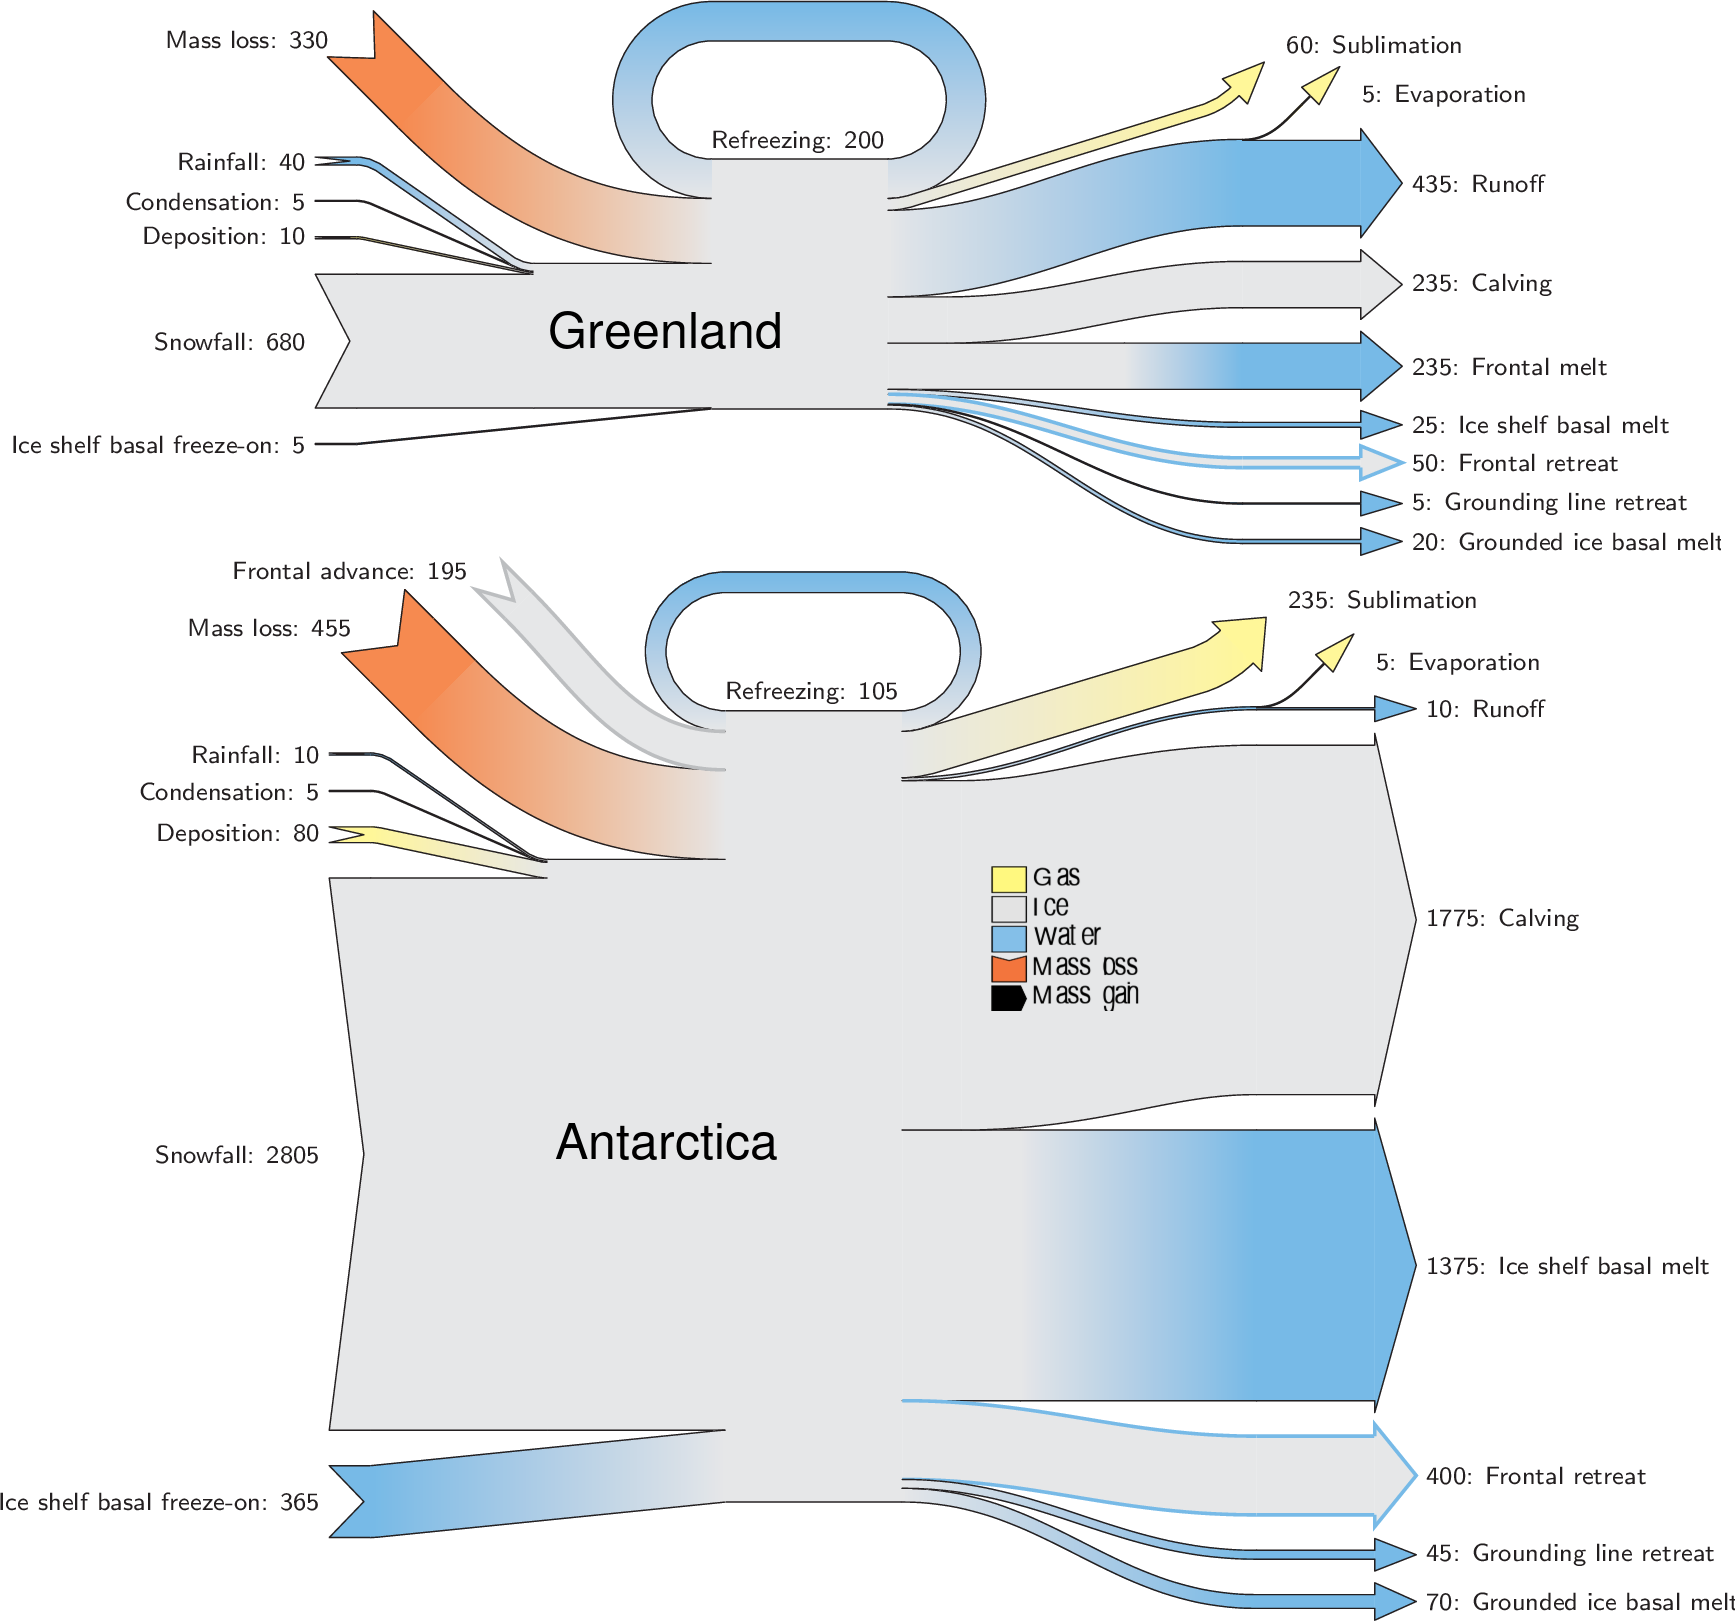 Mass loss: 330
Refreezing: 200
60: Sublimation
5: Evaporation
Rainfall: 40
Condensation: 5
Deposition: 10
Snowfall: 680
Ice shelf basal freeze-on: 5
Greenland
435: Runoff
235: Calving
235: Frontal melt
25: Ice shelf basal melt
50: Frontal retreat
5: Grounding line retreat
20: Grounded ice basal melt
Frontal advance: 195
Mass loss: 455
Refreezing: 105
235: Sublimation
5: Evaporation
10: Runoff
Rainfall: 10
Condensation: 5
Deposition: 80
Gas
Ice
Water
Mass loss
Mass gain
1775: Calving
Antarctica
Snowfall: 2805
1375: Ice shelf basal melt
Ice shelf basal freeze-on: 365
400: Frontal retreat
45: Grounding line retreat
70: Grounded ice basal melt